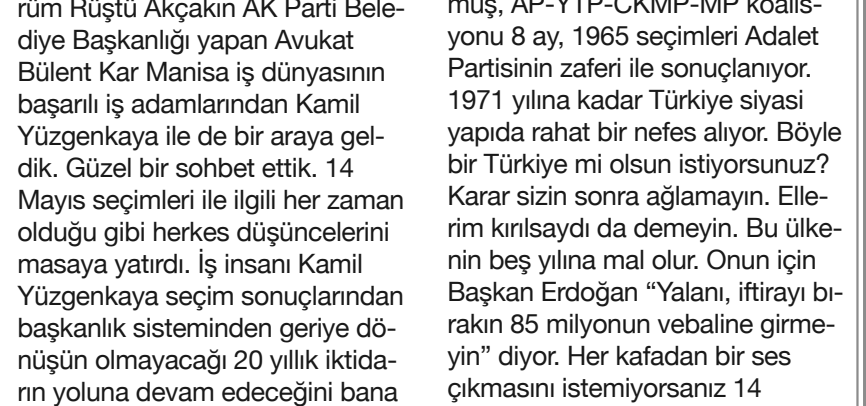 rüm Rüştü Akçakın AK Parti Bele-
diye Başkanlığı yapan Avukat
Bülent Kar Manisa iş dünyasının
başarılı iş adamlarından Kamil
Yüzgenkaya ile de bir araya gel-
dik. Güzel bir sohbet ettik. 14
Mayıs seçimleri ile ilgili her zaman
olduğu gibi herkes düşüncelerini
masaya yatırdı. İş insanı Kamil
Yüzgenkaya seçim sonuçlarından
başkanlık sisteminden geriye dö-
nüşün olmayacağı 20 yıllık iktida-
rın yoluna devam edeceğini bana
muş, AP-YTP-CKMP-MP koalis-
yonu 8 ay, 1965 seçimleri Adalet
Partisinin zaferi ile sonuçlanıyor.
1971 yılına kadar Türkiye siyasi
yapıda rahat bir nefes alıyor. Böyle
bir Türkiye mi olsun istiyorsunuz?
Karar sizin sonra ağlamayın. Elle-
rim kırılsaydı da demeyin. Bu ülke-
nin beş yılına mal olur. Onun için
Başkan Erdoğan “Yalanı, iftirayı bı-
rakın 85 milyonun vebaline girme-
yin” diyor. Her kafadan bir ses
çıkmasını istemiyorsanız 14